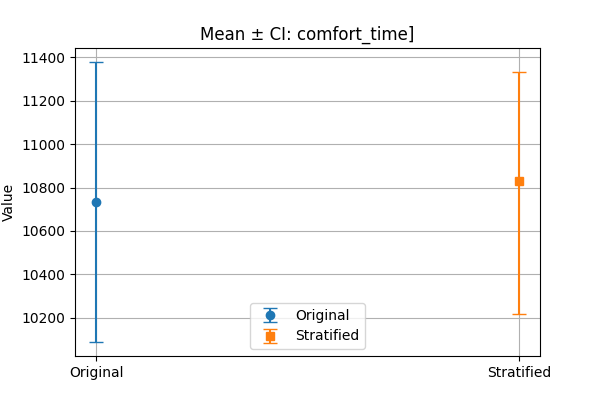 Mean ± CI: comfort_time]
11400
11200
11000
10800
10600
10400
10200
Value
Original
Stratified
Original
Stratified